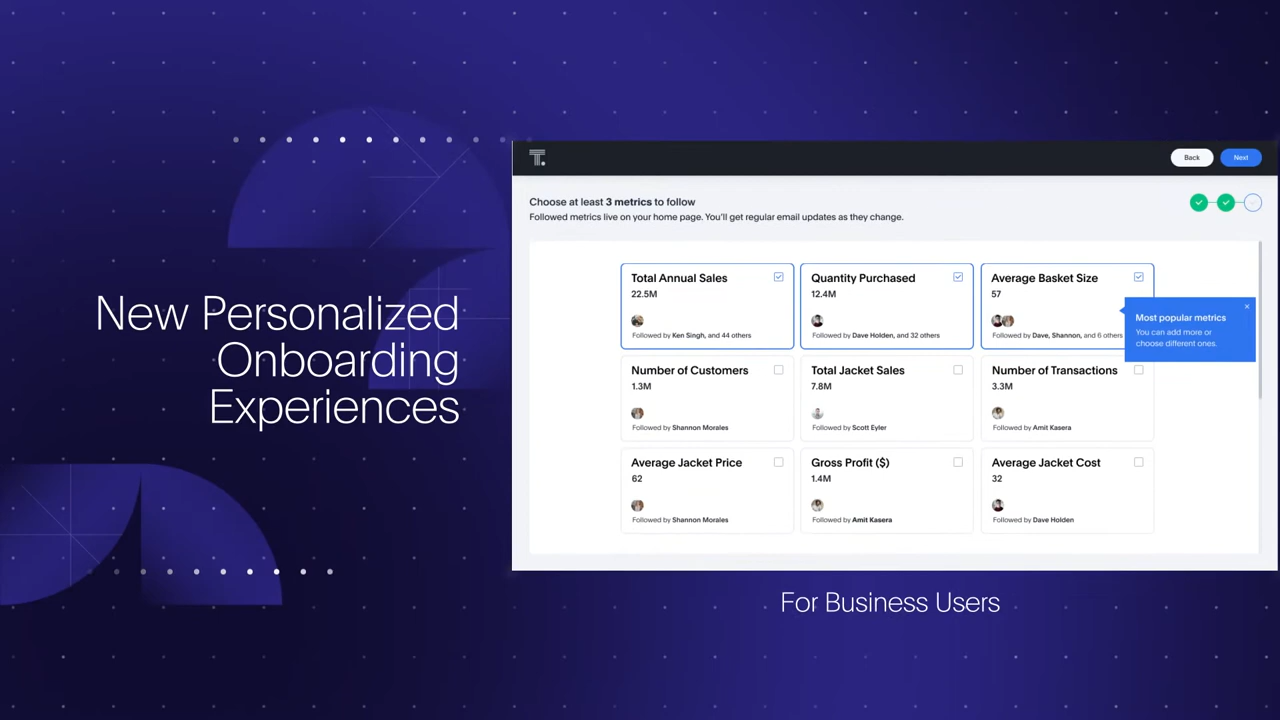 New Personalized
Onboarding
Experiences
T.
Back
Next
Choose at least 3 metrics to follow
Followed metrics live on your home page. You'll get regular email updates as they change.
Total Annual Sales
22.5M
Followed by Ken Singh, and 44 others
Quantity Purchased
12.4M
Followed by Dave Holden, and 32 others
Average Basket Size
57
Followed by Dave, Shannon, and 6 others
Most popular metrics
You can add more or
choose different ones.
Number of Customers
1.3M
Followed by Shannon Morales
Total Jacket Sales
7.8M
Followed by Scott Eyler
Number of Transactions
3.3M
Followed by Amit Kasera
Average Jacket Price
62
Followed by Shannon Morales
Gross Profit ($)
1.4M
Followed by Amit Kasera
Average Jacket Cost
32
Followed by Dave Holden
For Business Users